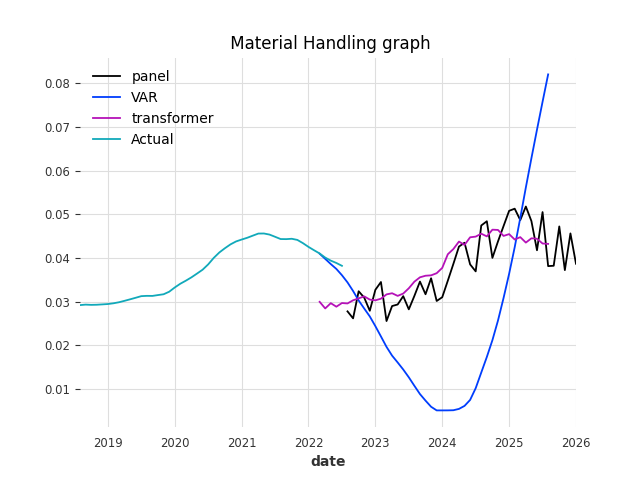 Material Handling graph
panel
VAR
transformer
Actual
0.08
0.07
0.06
0.05
0.04
0.03
0.02
0.01
2019 2020 2021 2022 2023 2024 2025 2026
date